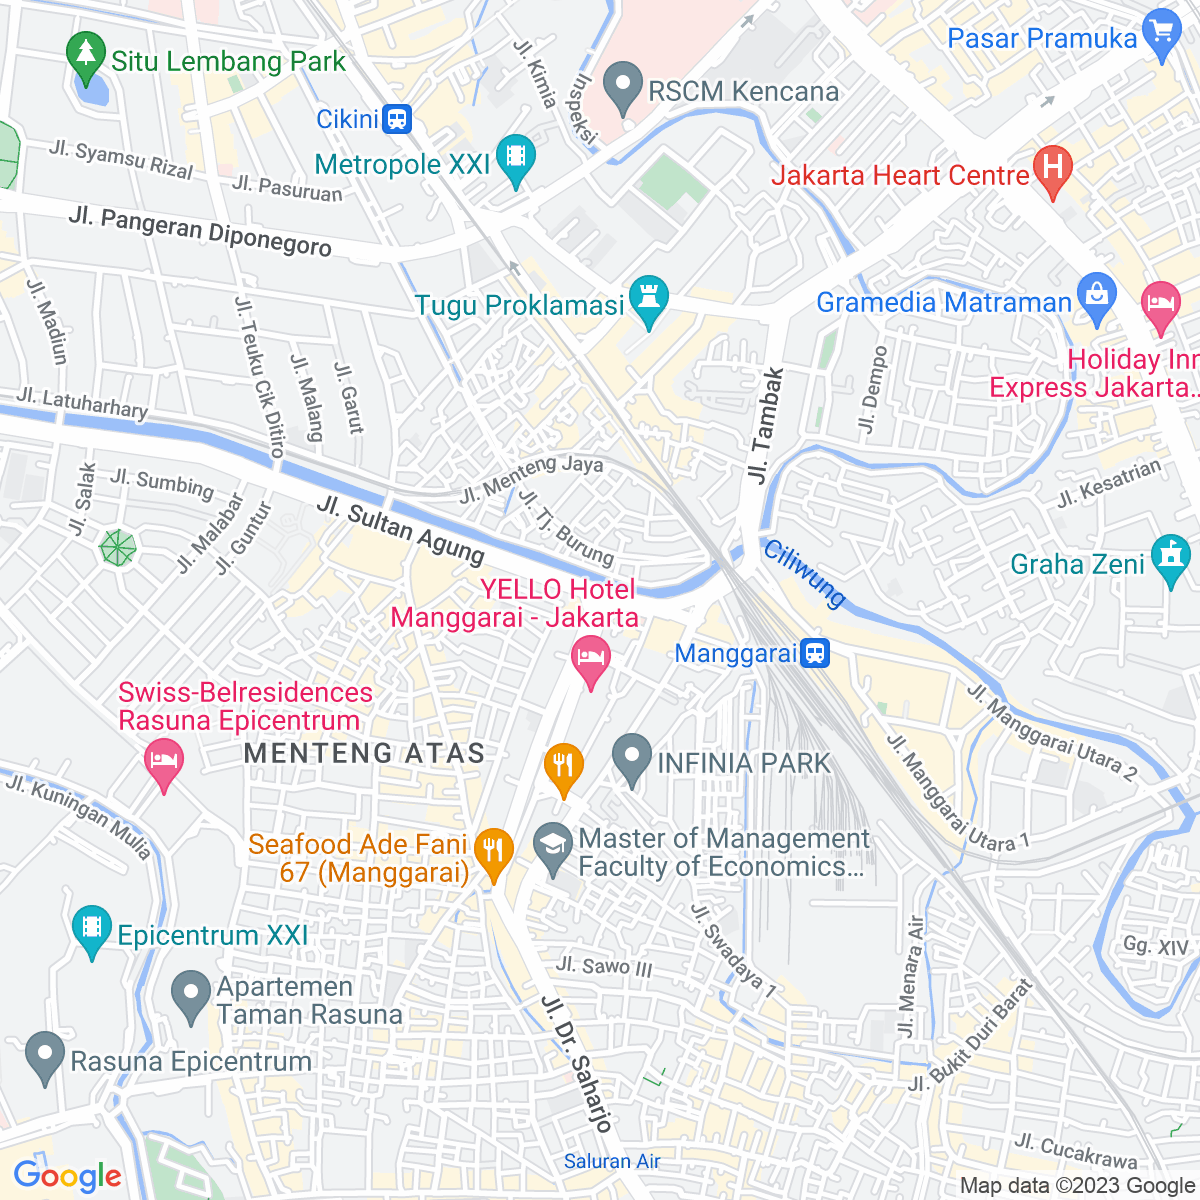 Pasar Pramuka
Situ Lembang Park
RSCM Kencana
Jl. Kimia
Inspeksi
Cikini
Metropole XXI
Jakarta Heart Centre
Jl. Syamsu Rizal
Jl. Pasuruan
Jl. Pangeran Diponegoro
Tugu Proklamasi
Gramedia Matraman
Jl. Madiun
Jl. Teuku Cik Ditiro
Jl. Malang
Jl. Garut
Jl. Dempo
Holiday Inn
Express Jakarta...
Jl. Latuharhary
Jl. Tambak
Jl. Menteng Jaya
Jl. Salak
Jl. Sumbing
Jl. Malabar
Jl. Guntur
Jl. Sultan Agung
Jl. Tj. Burung
Jl. Kesatrian
Ciliwung
Graha Zeni
YELLO Hotel
Manggarai - Jakarta
Manggarai
Swiss-Belresidences
Rasuna Epicentrum
Jl. Manggarai Utara 2
MENTENG ATAS
INFINIA PARK
Jl. Manggarai Utara 1
Jl. Kuningan Mulia
Seafood Ade Fani
67 (Manggarai)
Master of Management
Faculty of Economics...
Epicentrum XXI
Jl. Swadaya 1
Jl. Menara Air
Gg. XIV
Jl. Sawo III
Apartemen
Taman Rasuna
Jl. Dr. Saharjo
Jl. Bukit Duri Barat
Rasuna Epicentrum
Saluran Air
Jl. Cucakrawa
Google
Map data ©2023 Google